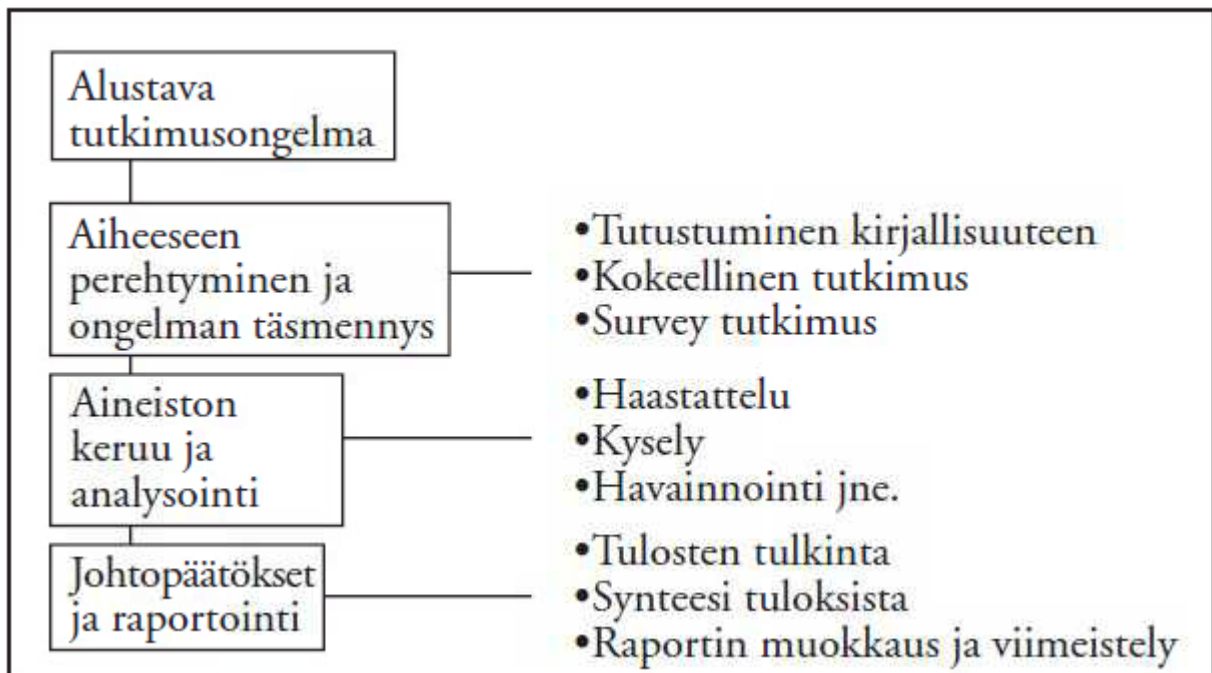 Alustava
tutkimusongelma
Aiheeseen
perehtyminen ja
ongelman täsmennys
•Tutustuminen kirjallisuuteen
•Kokeellinen tutkimus
•Survey tutkimus
Aineiston
keruu ja
analysointi
•Haastattelu
•Kysely
•Havainnointi jne.
Johtopäätökset
ja raportointi
•Tulosten tulkinta
•Synteesi tuloksista
•Raportin muokkaus ja viimeistely